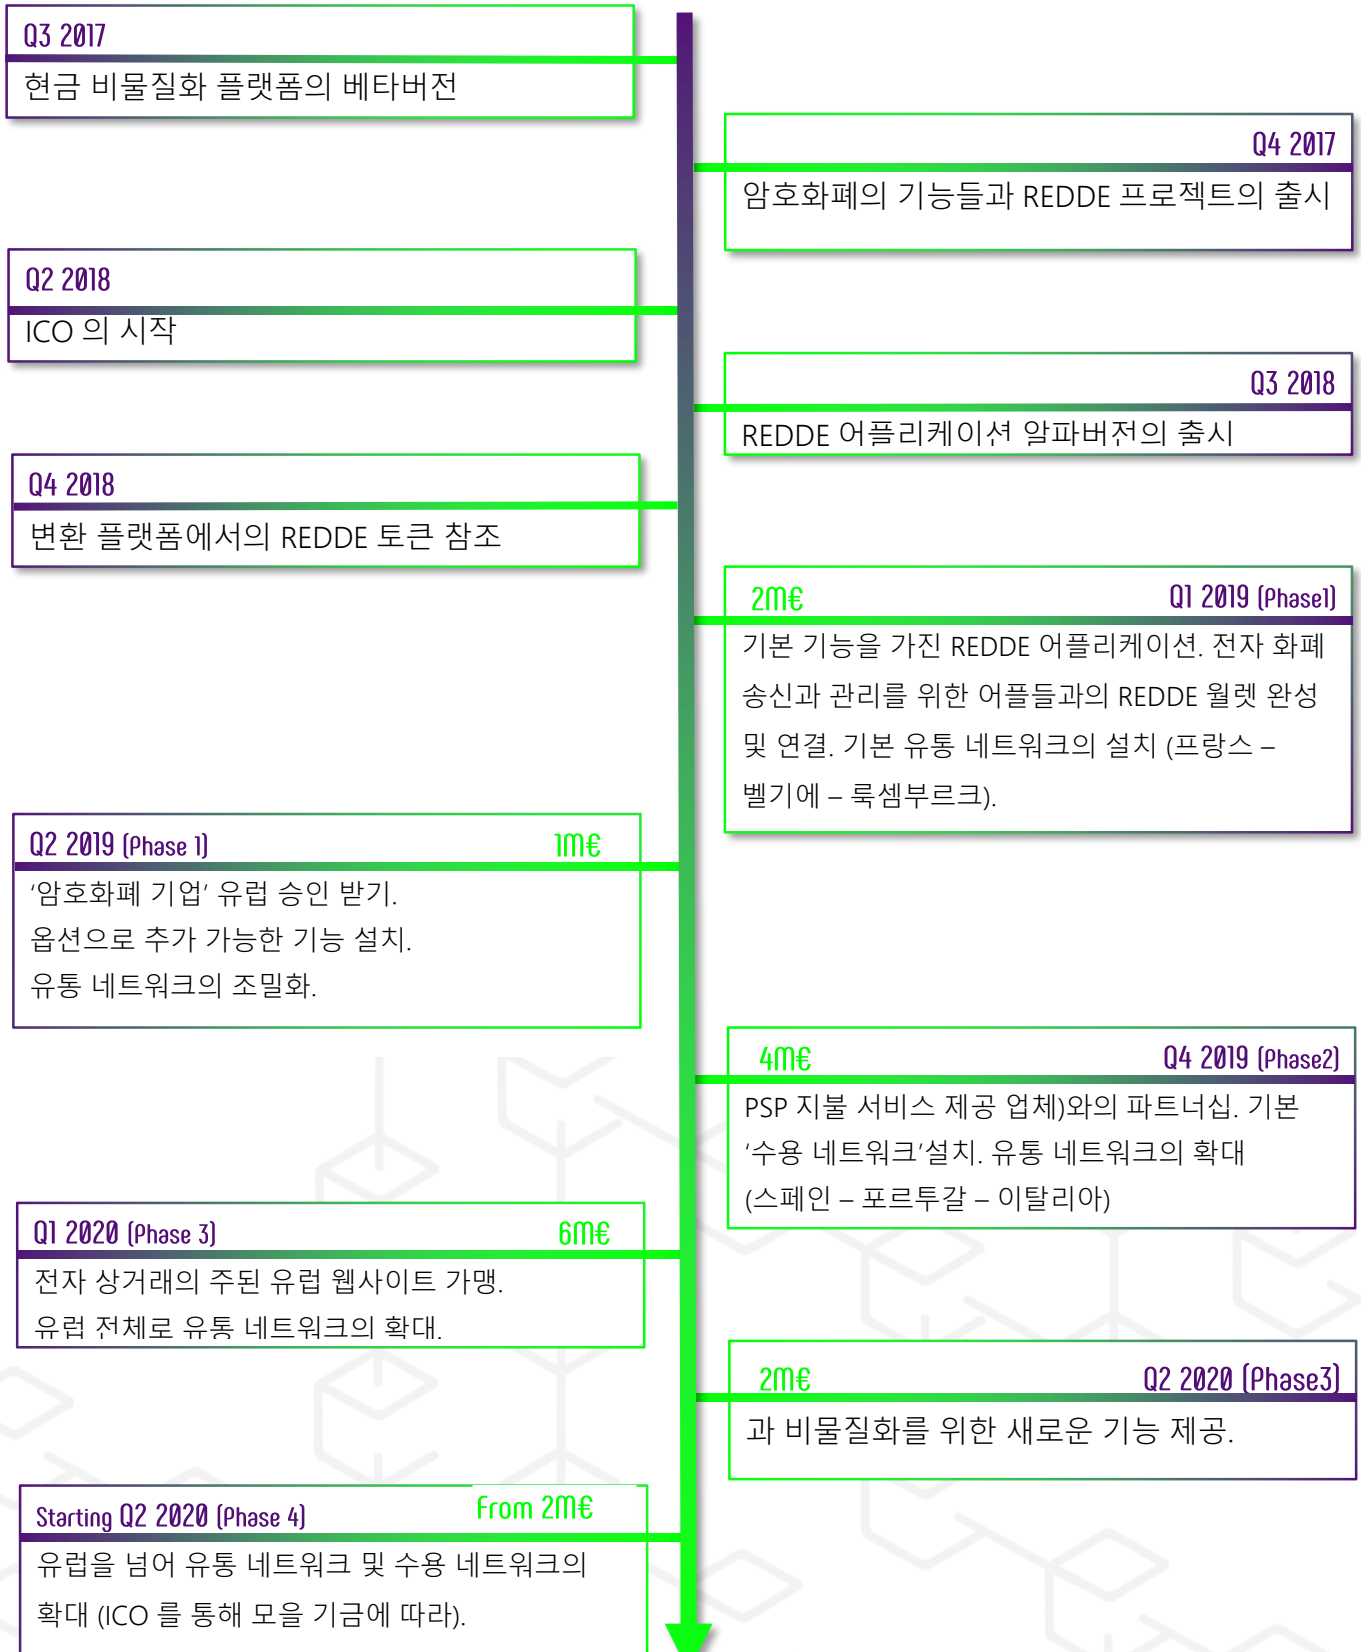 Q3 2017
현금 비물질화 플랫폼의 베타버전
Q4 2017
암호화폐의 기능들과 REDDE 프로젝트의 출시
Q2 2018
ICO 의 시작
Q3 2018
REDDE 어플리케이션 알파버전의 출시
Q4 2018
변환 플랫폼에서의 REDDE 토큰 참조
2M€ Q1 2019 (Phase1)
기본 기능을 가진 REDDE 어플리케이션. 전자 화폐
송신과 관리를 위한 어플들과의 REDDE 월렛 완성
및 연결. 기본 유통 네트워크의 설치 (프랑스 –
벨기에 – 룩셈부르크).
Q2 2019 (Phase 1) 1M€
‘암호화폐 기업’ 유럽 승인 받기.
옵션으로 추가 가능한 기능 설치.
유통 네트워크의 조밀화.
4M€ Q4 2019 (Phase2)
PSP 지불 서비스 제공 업체)와의 파트너십. 기본
‘수용 네트워크’설치. 유통 네트워크의 확대
(스페인 – 포르투갈 – 이탈리아)
Q1 2020 (Phase 3) 6M€
전자 상거래의 주된 유럽 웹사이트 가맹.
유럽 전체로 유통 네트워크의 확대.
2M€ Q2 2020 (Phase3)
과 비물질화를 위한 새로운 기능 제공.
Starting Q2 2020 (Phase 4) From 2M€
유럽을 넘어 유통 네트워크 및 수용 네트워크의
확대 (ICO 를 통해 모을 기금에 따라).